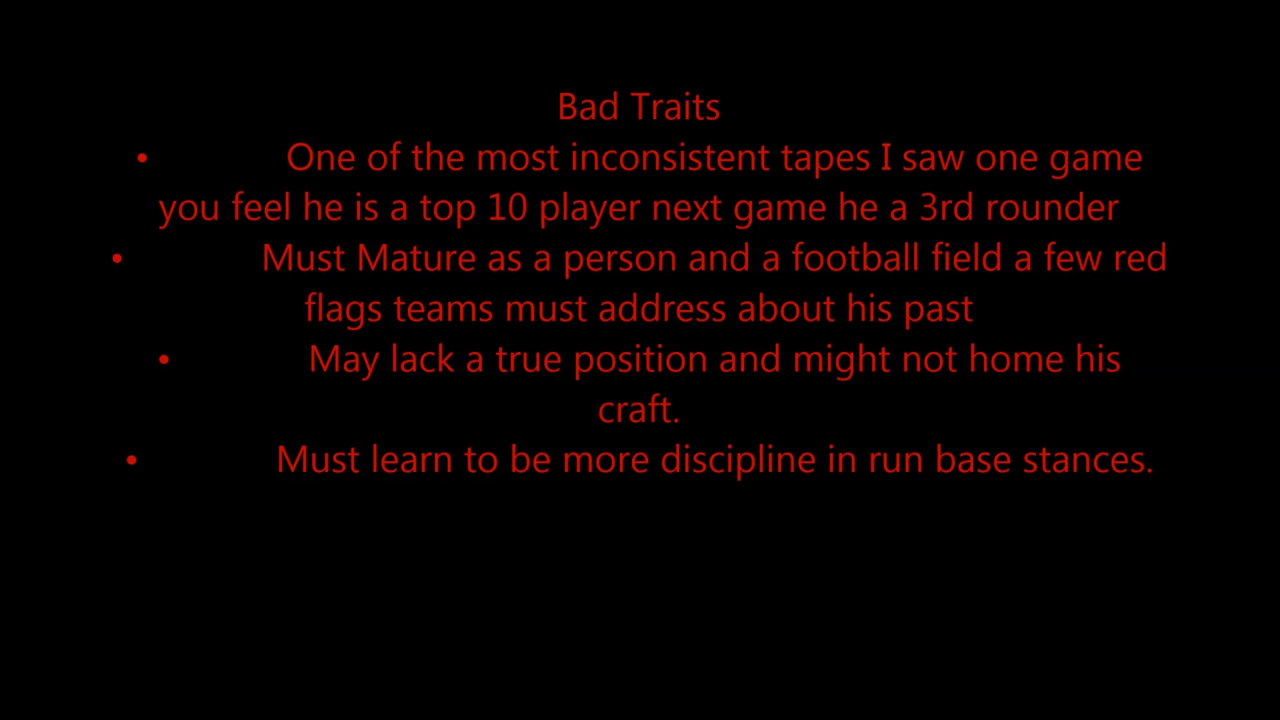 Bad Traits
• One of the most inconsistent tapes I saw one game
you feel he is a top 10 player next game he a 3rd rounder
• Must Mature as a person and a football field a few red
flags teams must address about his past
• May lack a true position and might not home his
craft.
• Must learn to be more discipline in run base stances.